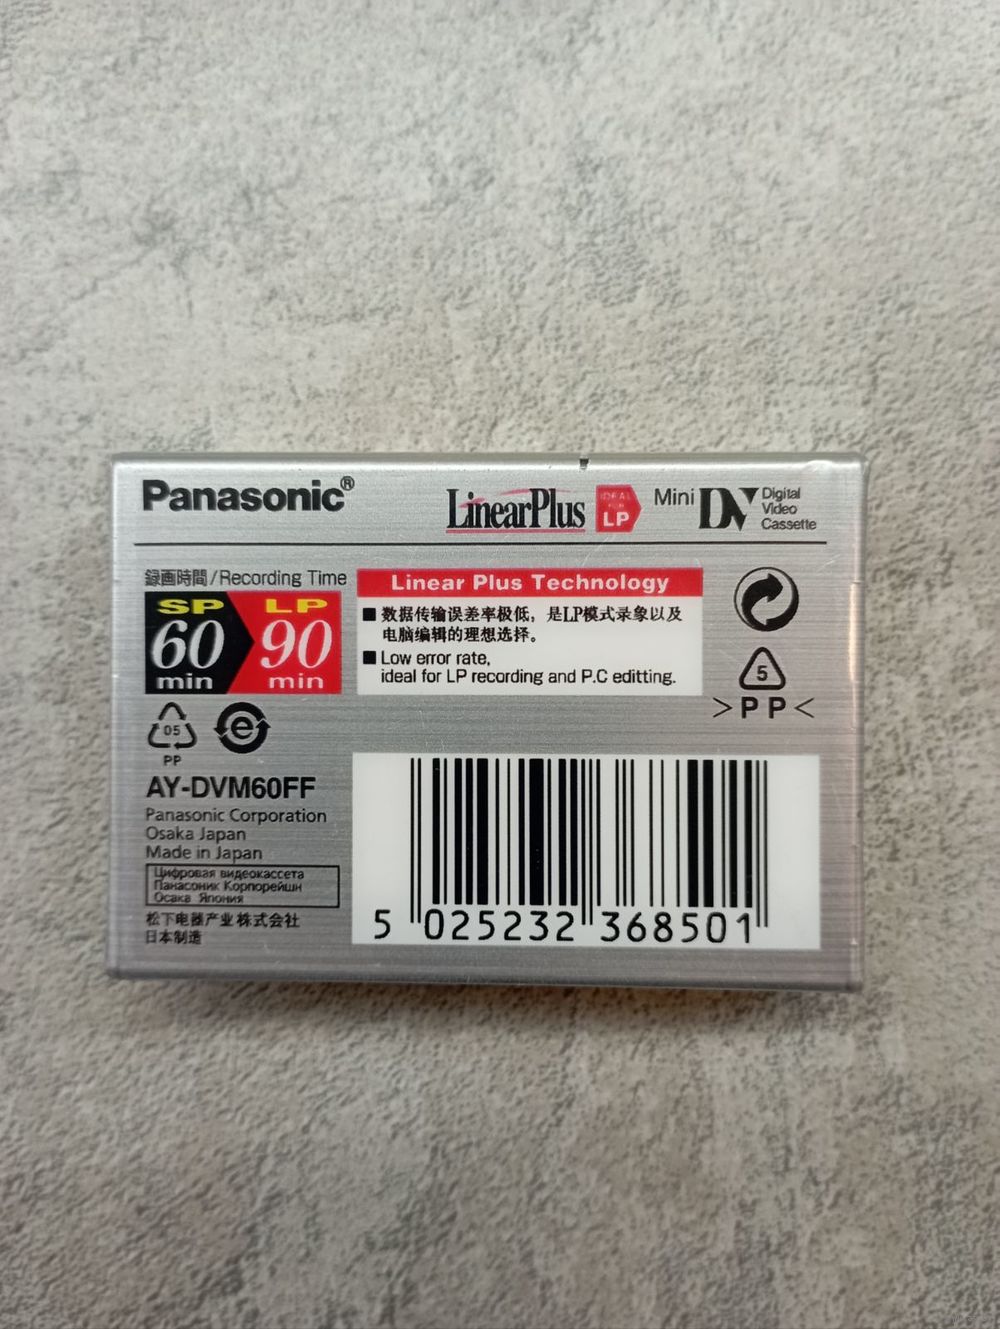 Panasonic®
LinearPlus
IDEAL FOR LP
Mini DV Digital Video Cassette
録画時間/Recording Time
SP LP
60 90
min min
Linear Plus Technology
■ 数据传输误差率极低，是LP模式录象以及
电脑编辑的理想选择。
■ Low error rate,
ideal for LP recording and P.C editting.
5
>PP<
05
PP
e
AY-DVM60FF
Panasonic Corporation
Osaka Japan
Made in Japan
Цифровая видеокассета
Панасоник Корпорейшн
Осака Япония
松下电器产业株式会社
日本制造
5 025232 368501